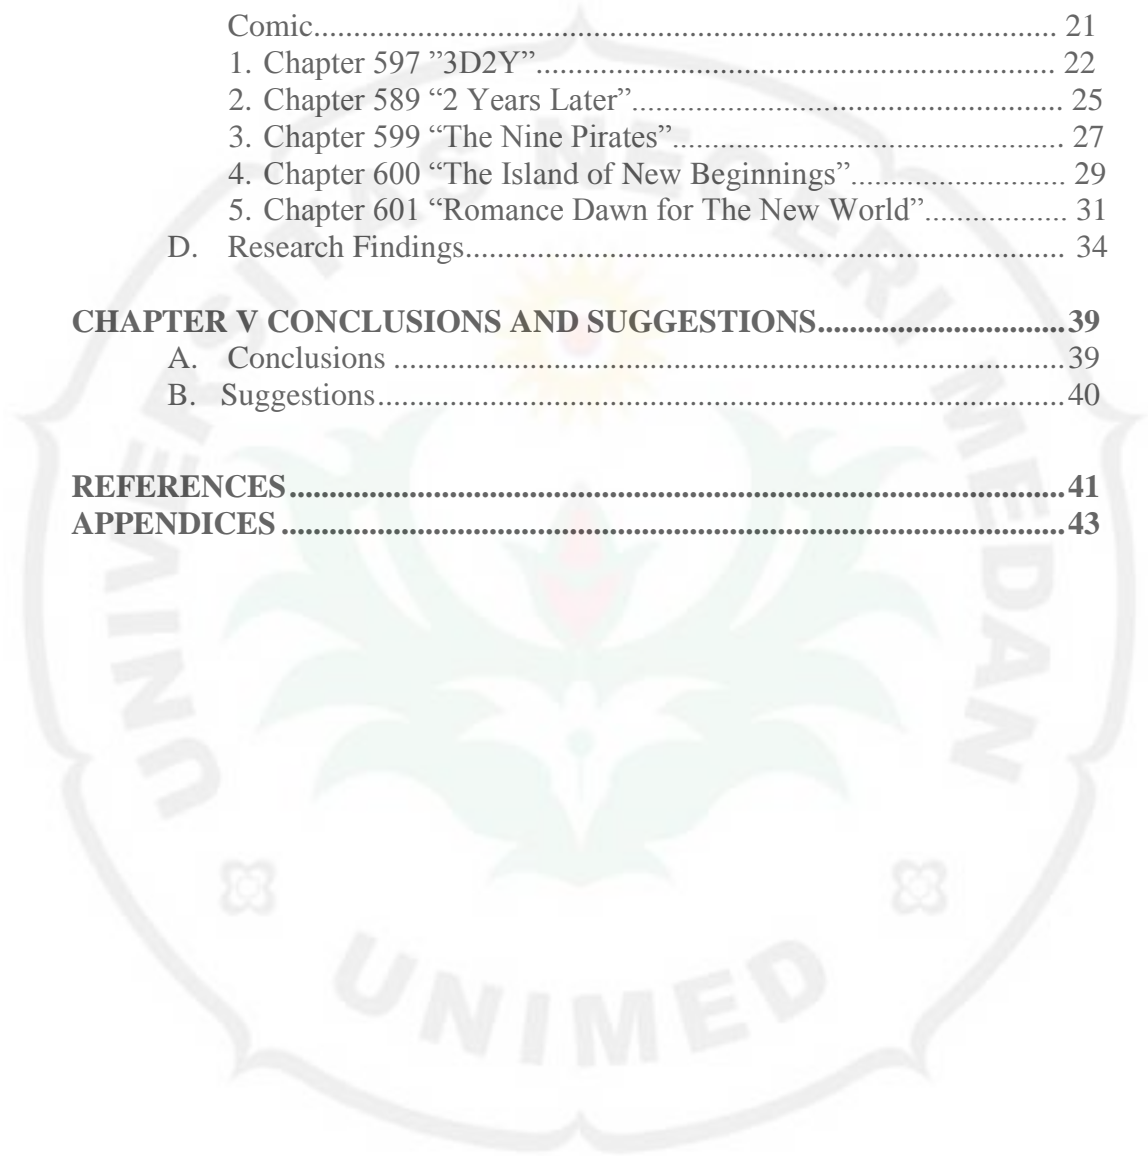 Comic............................................................................................. 21
1. Chapter 597 ”3D2Y”................................................................. 22
2. Chapter 589 “2 Years Later”...................................................... 25
3. Chapter 599 “The Nine Pirates”................................................. 27
4. Chapter 600 “The Island of New Beginnings”........................... 29
5. Chapter 601 “Romance Dawn for The New World”.................. 31
D. Research Findings........................................................................... 34
CHAPTER V CONCLUSIONS AND SUGGESTIONS...............................39
A. Conclusions ....................................................................................39
B. Suggestions......................................................................................40
REFERENCES.................................................................................................41
APPENDICES ..................................................................................................43
UNIVERSITAS NEGERI MEDAN
UNIMED